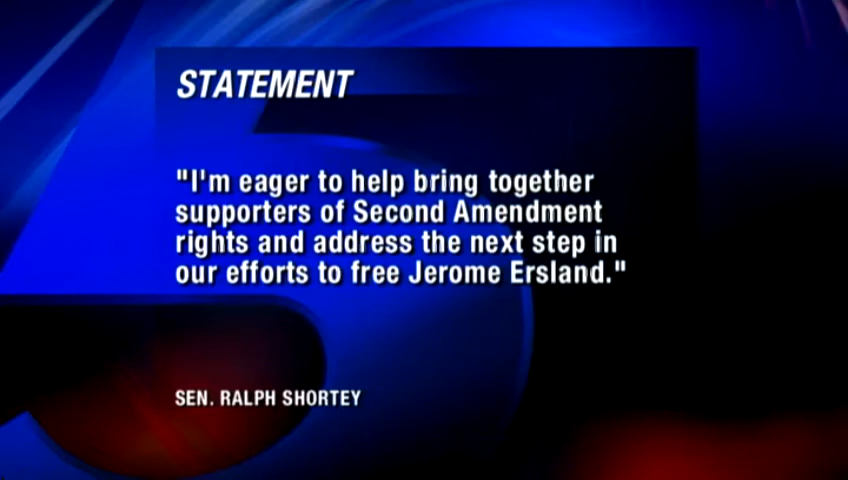 STATEMENT
"I'm eager to help bring together
supporters of Second Amendment
rights and address the next step in
our efforts to free Jerome Ersland."
SEN. RALPH SHORTEY